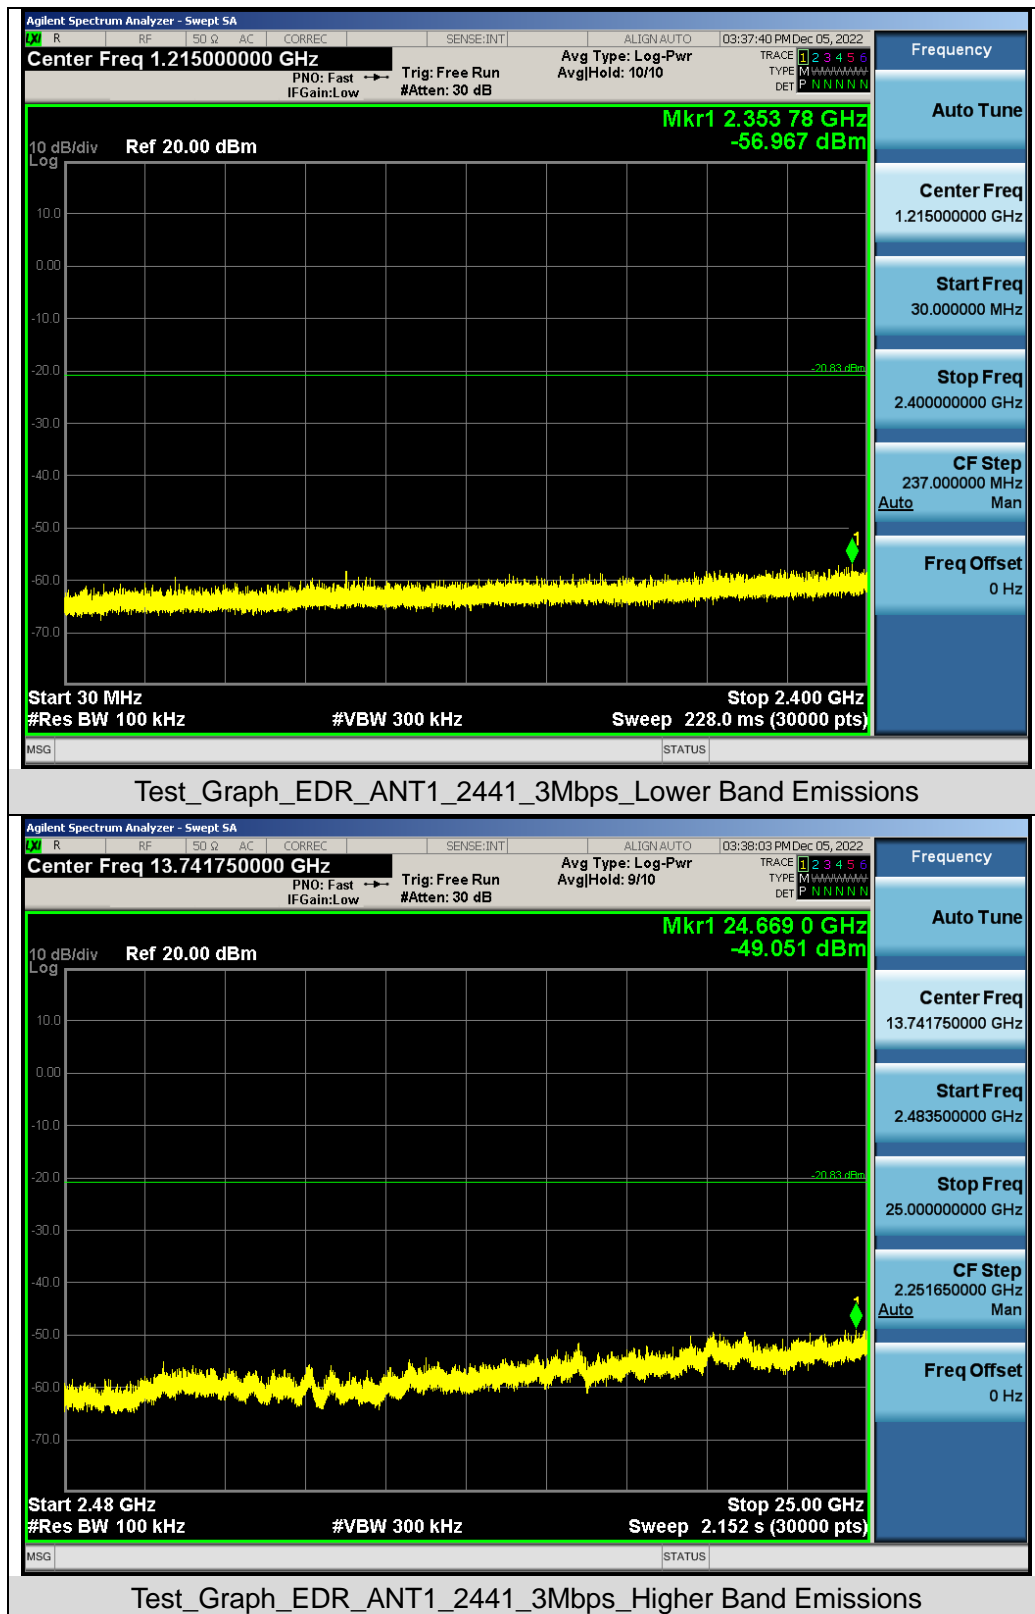 Agilent Spectrum Analyzer - Swept SA
LXI R RF 50 Ω AC CORREC SENSE:INT ALIGN AUTO 03:37:40 PM Dec 05, 2022
Center Freq 1.215000000 GHz
PNO: Fast
IFGain:Low
Trig: Free Run
#Atten: 30 dB
Avg Type: Log-Pwr
Avg|Hold: 10/10
TRACE 1 2 3 4 5 6
TYPE M
DET P N N N N N
Mkr1 2.353 78 GHz
-56.967 dBm
10 dB/div Ref 20.00 dBm
Log
10.0
0.00
-10.0
-20.0
-20.83 dBm
-30.0
-40.0
-50.0
1
-60.0
-70.0
Start 30 MHz Stop 2.400 GHz
#Res BW 100 kHz #VBW 300 kHz Sweep 228.0 ms (30000 pts)
MSG STATUS
Frequency
Auto Tune
Center Freq
1.215000000 GHz
Start Freq
30.000000 MHz
Stop Freq
2.400000000 GHz
CF Step
237.000000 MHz
Auto Man
Freq Offset
0 Hz
Test_Graph_EDR_ANT1_2441_3Mbps_Lower Band Emissions
Agilent Spectrum Analyzer - Swept SA
LXI R RF 50 Ω AC CORREC SENSE:INT ALIGN AUTO 03:38:03 PM Dec 05, 2022
Center Freq 13.741750000 GHz
PNO: Fast
IFGain:Low
Trig: Free Run
#Atten: 30 dB
Avg Type: Log-Pwr
Avg|Hold: 9/10
TRACE 1 2 3 4 5 6
TYPE M
DET P N N N N N
Mkr1 24.669 0 GHz
-49.051 dBm
10 dB/div Ref 20.00 dBm
Log
10.0
0.00
-10.0
-20.0
-20.83 dBm
-30.0
-40.0
1
-50.0
-60.0
-70.0
Start 2.48 GHz Stop 25.00 GHz
#Res BW 100 kHz #VBW 300 kHz Sweep 2.152 s (30000 pts)
MSG STATUS
Frequency
Auto Tune
Center Freq
13.741750000 GHz
Start Freq
2.483500000 GHz
Stop Freq
25.000000000 GHz
CF Step
2.251650000 GHz
Auto Man
Freq Offset
0 Hz
Test_Graph_EDR_ANT1_2441_3Mbps_Higher Band Emissions